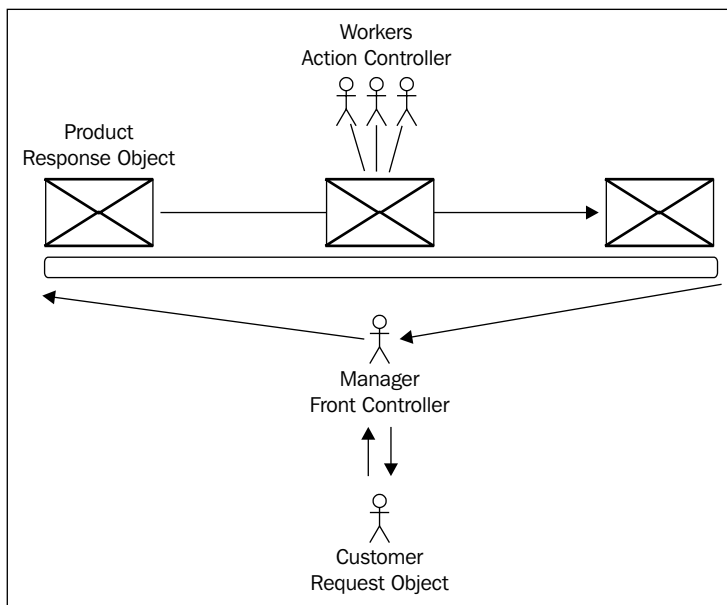 Workers
Action Controller
Product
Response Object
Manager
Front Controller
Customer
Request Object